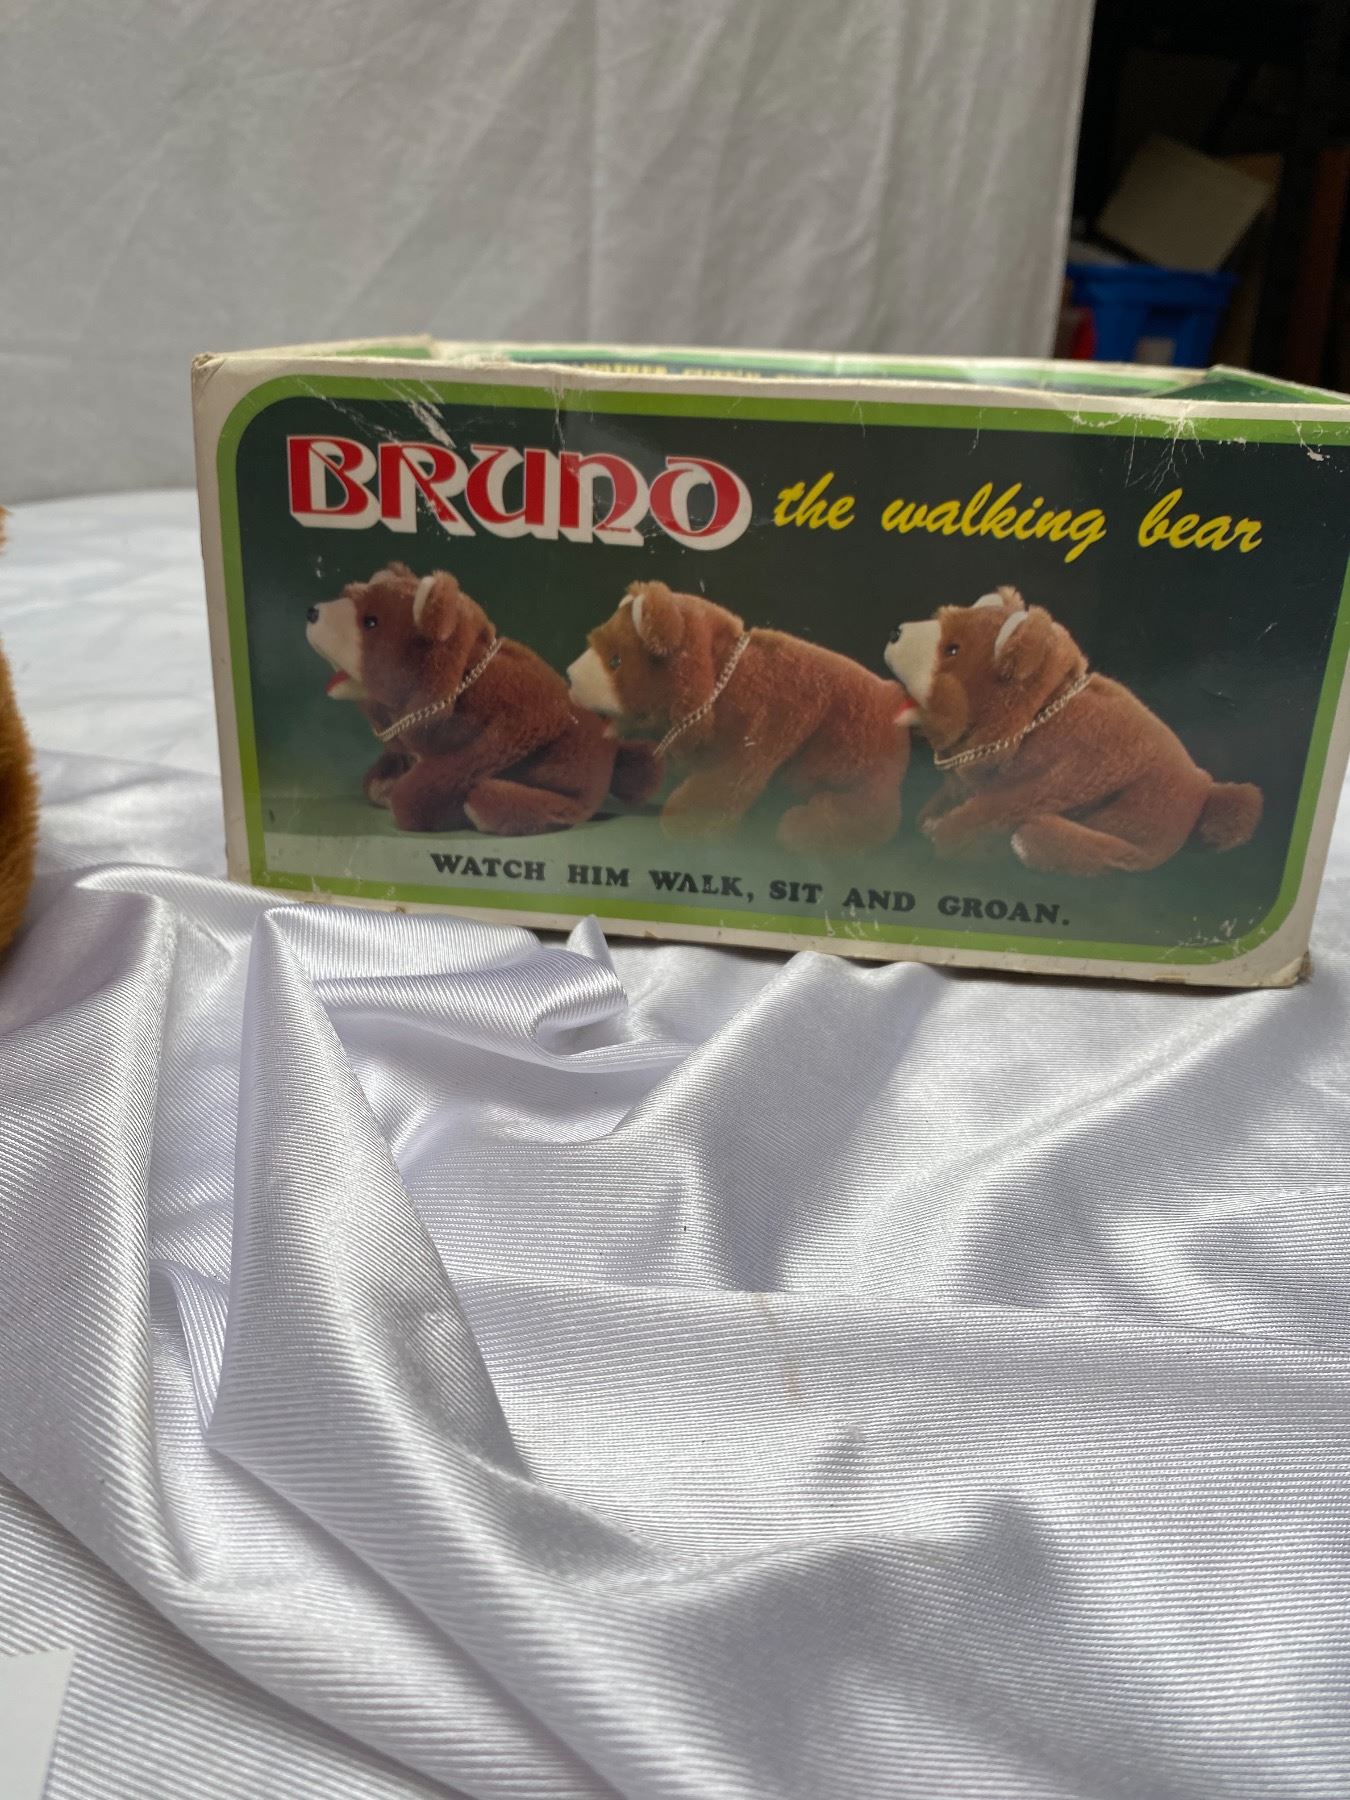 BRUNO the walking bear
WATCH HIM WALK, SIT AND GROAN.